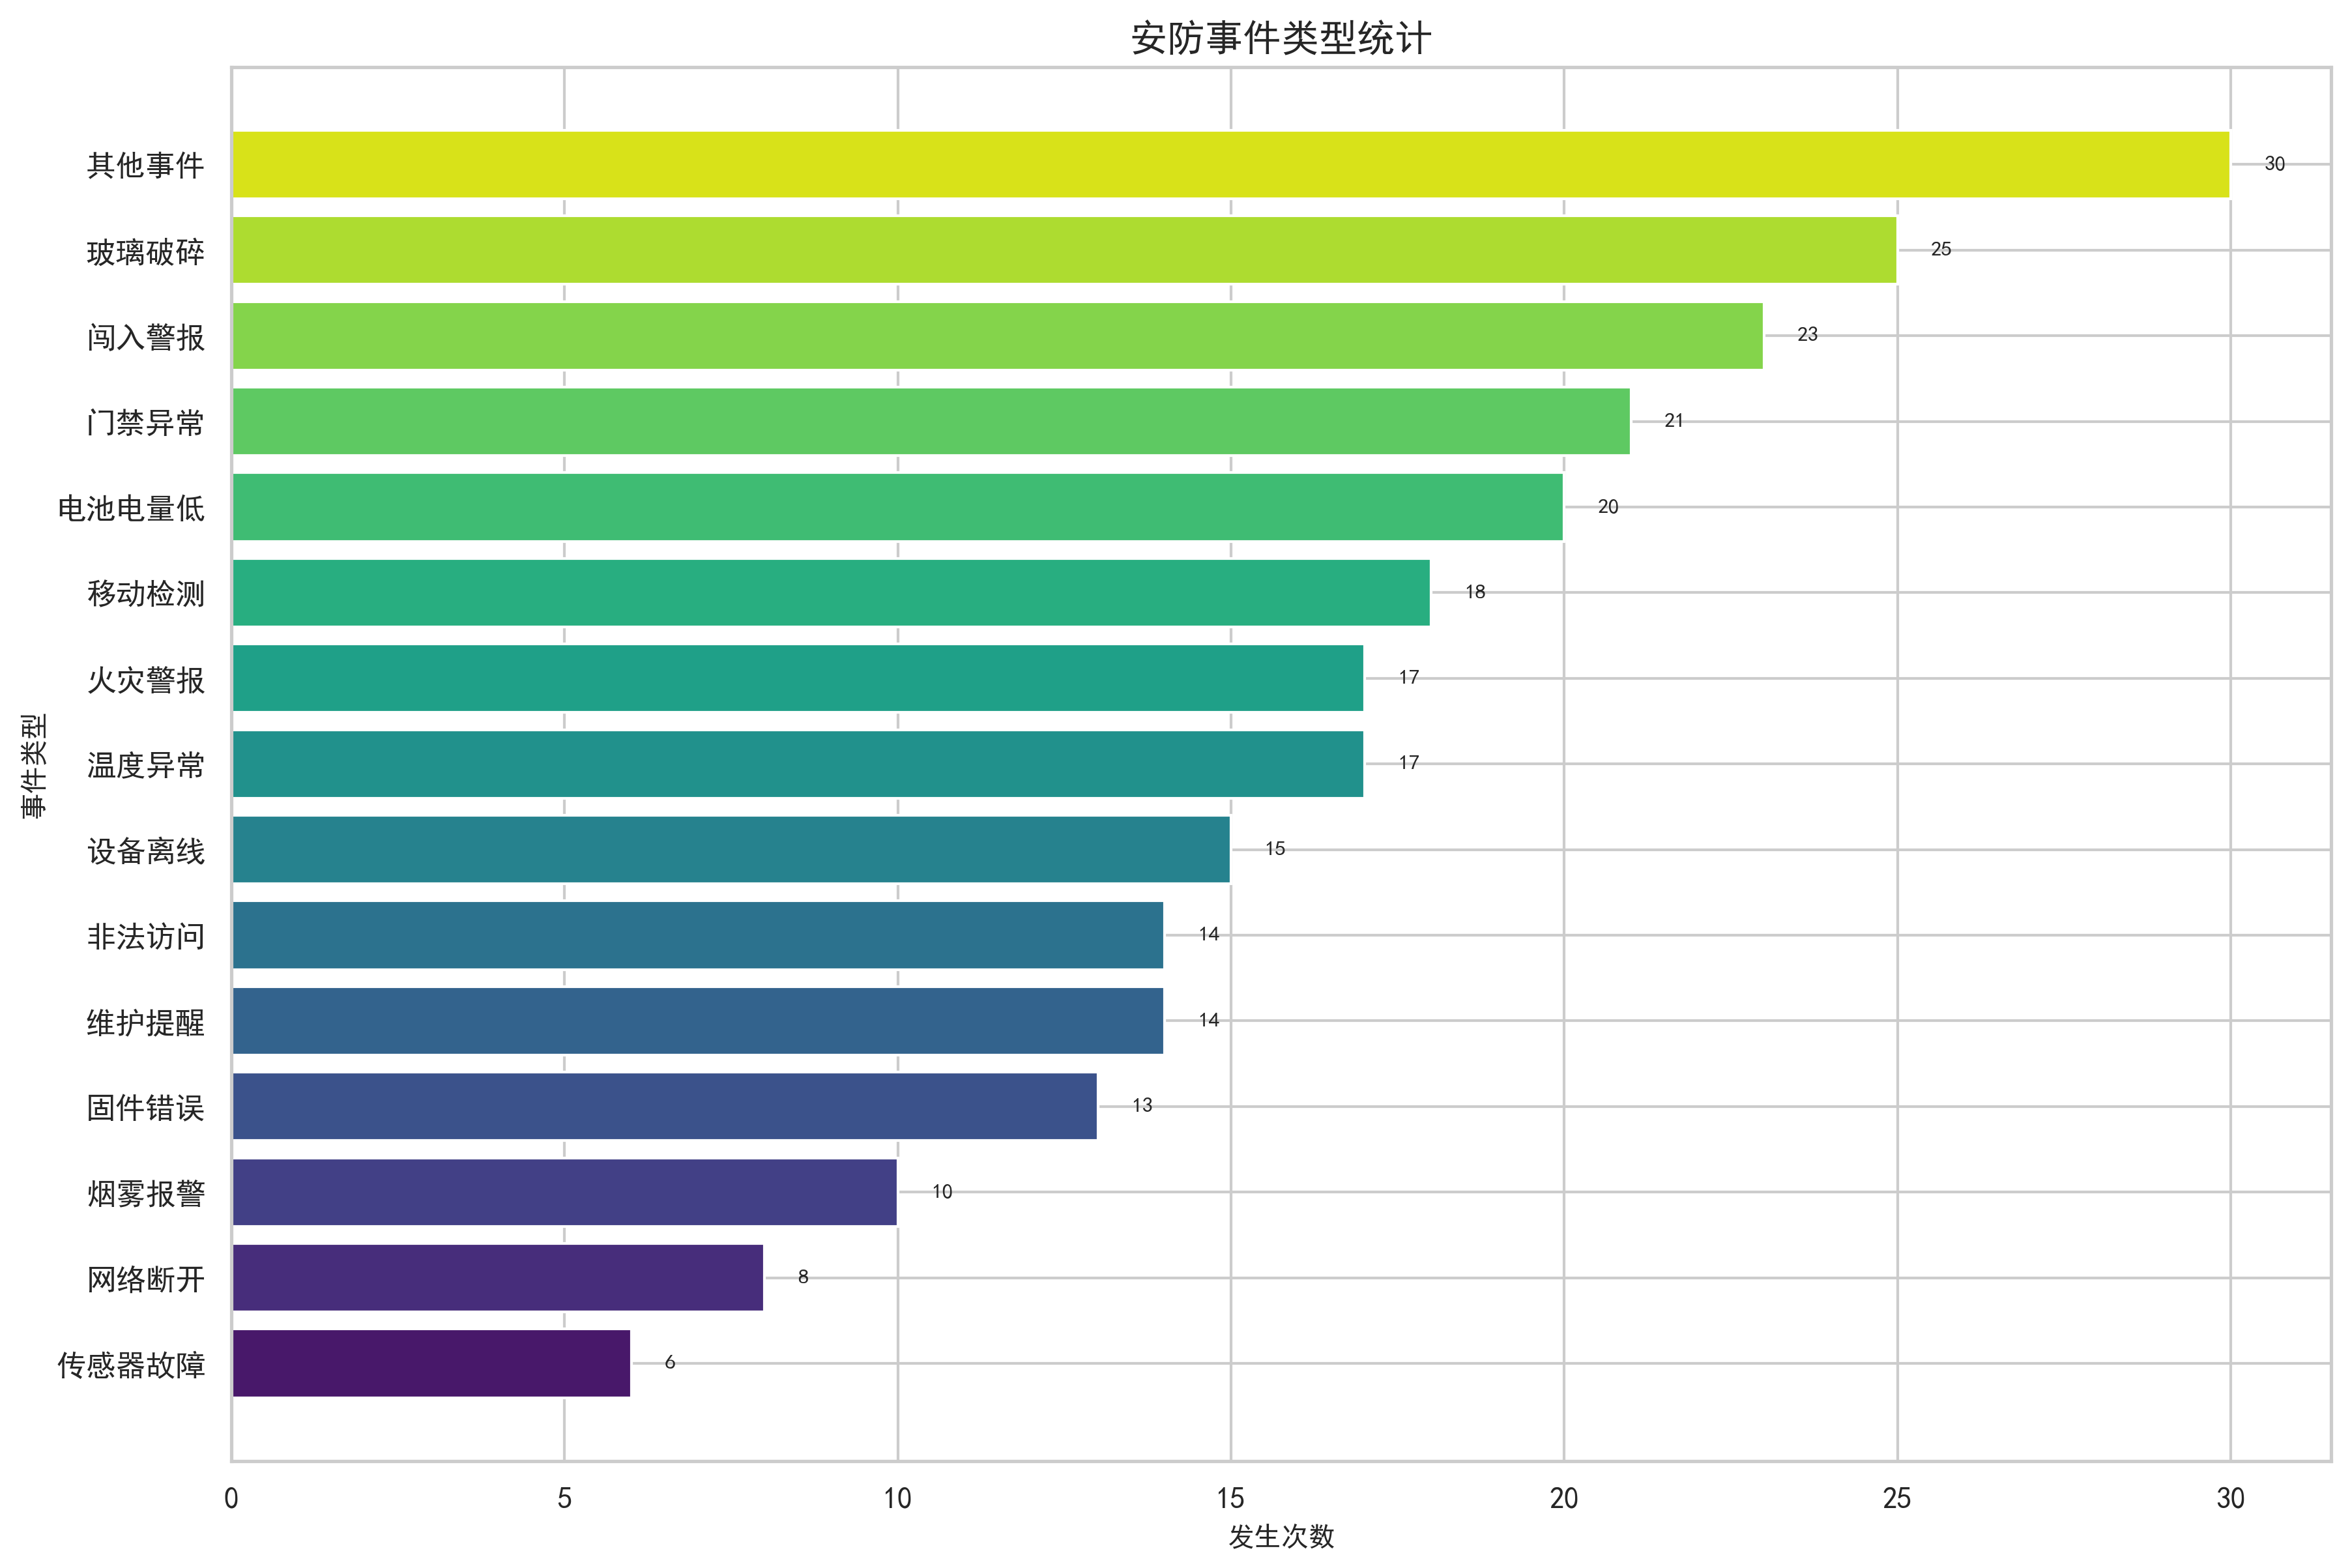 安防事件类型统计
其他事件 30
玻璃破碎 25
闯入警报 23
门禁异常 21
电池电量低 20
移动检测 18
火灾警报 17
温度异常 17
设备离线 15
非法访问 14
维护提醒 14
固件错误 13
烟雾报警 10
网络断开 8
传感器故障 6
事件类型
0 5 10 15 20 25 30
发生次数